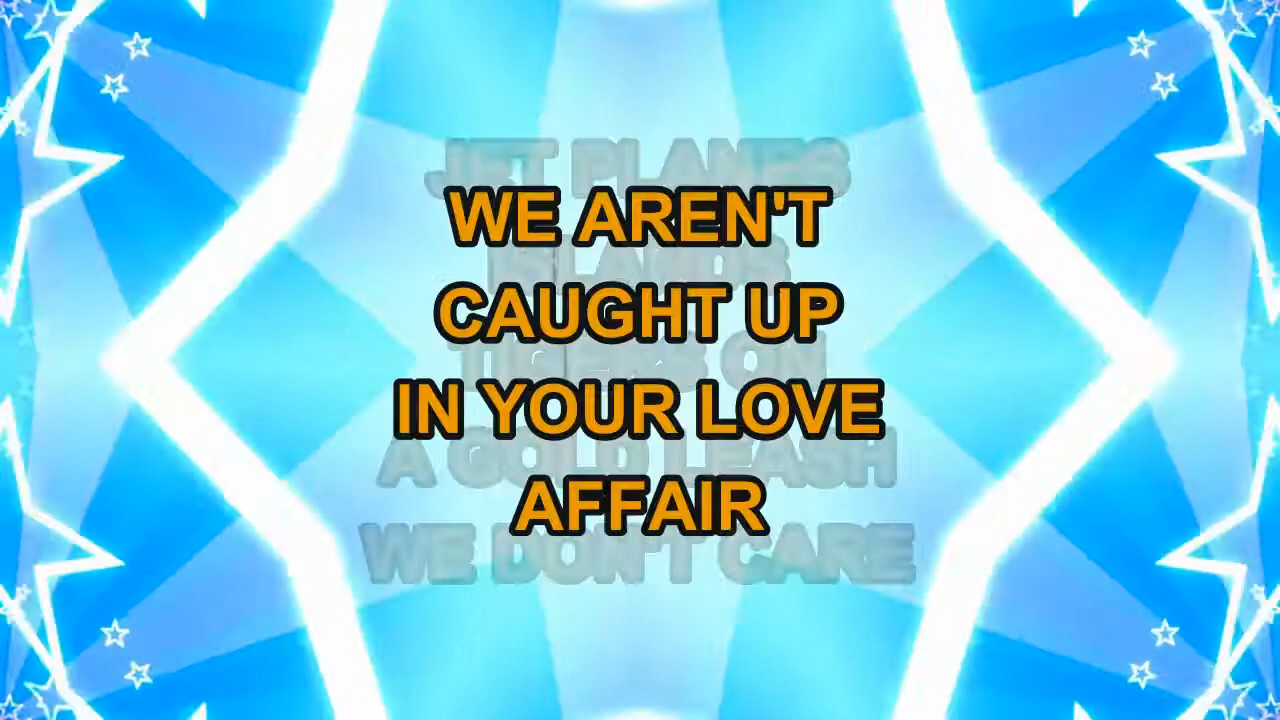 JET PLANES
WE AREN'T
ISLANDS
CAUGHT UP
TIGERS ON
IN YOUR LOVE
A GOLD LEASH
AFFAIR
WE DON'T CARE